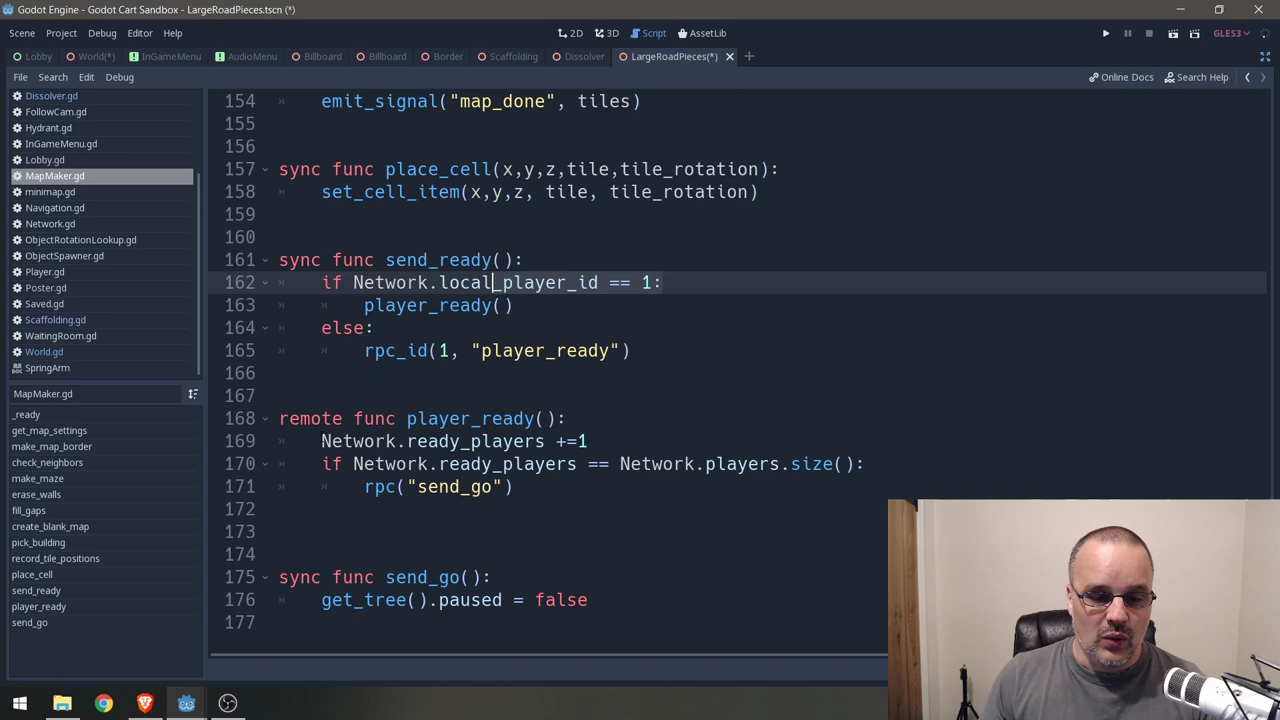 Godot Engine - Godot Cart Sandbox - LargeRoadPieces.tscn (*)
Scene Project Debug Editor Help
2D 3D Script AssetLib
GLES3
Lobby World(*) InGameMenu AudioMenu Billboard Billboard Border Scaffolding Dissolver LargeRoadPieces(*)
File Search Edit Debug
Online Docs Search Help
Dissolver.gd
FollowCam.gd
Hydrant.gd
InGameMenu.gd
Lobby.gd
MapMaker.gd
minimap.gd
Navigation.gd
Network.gd
ObjectRotationLookup.gd
ObjectSpawner.gd
Player.gd
Poster.gd
Saved.gd
Scaffolding.gd
WaitingRoom.gd
World.gd
SpringArm
MapMaker.gd
_ready
get_map_settings
make_map_border
check_neighbors
make_maze
erase_walls
fill_gaps
create_blank_map
pick_building
record_tile_positions
place_cell
send_ready
player_ready
send_go
154 emit_signal("map_done", tiles)
155
156
157 sync func place_cell(x,y,z,tile,tile_rotation):
158 set_cell_item(x,y,z, tile, tile_rotation)
159
160
161 sync func send_ready():
162 if Network.local_player_id == 1:
163 player_ready()
164 else:
165 rpc_id(1, "player_ready")
166
167
168 remote func player_ready():
169 Network.ready_players +=1
170 if Network.ready_players == Network.players.size():
171 rpc("send_go")
172
173
174
175 sync func send_go():
176 get_tree().paused = false
177